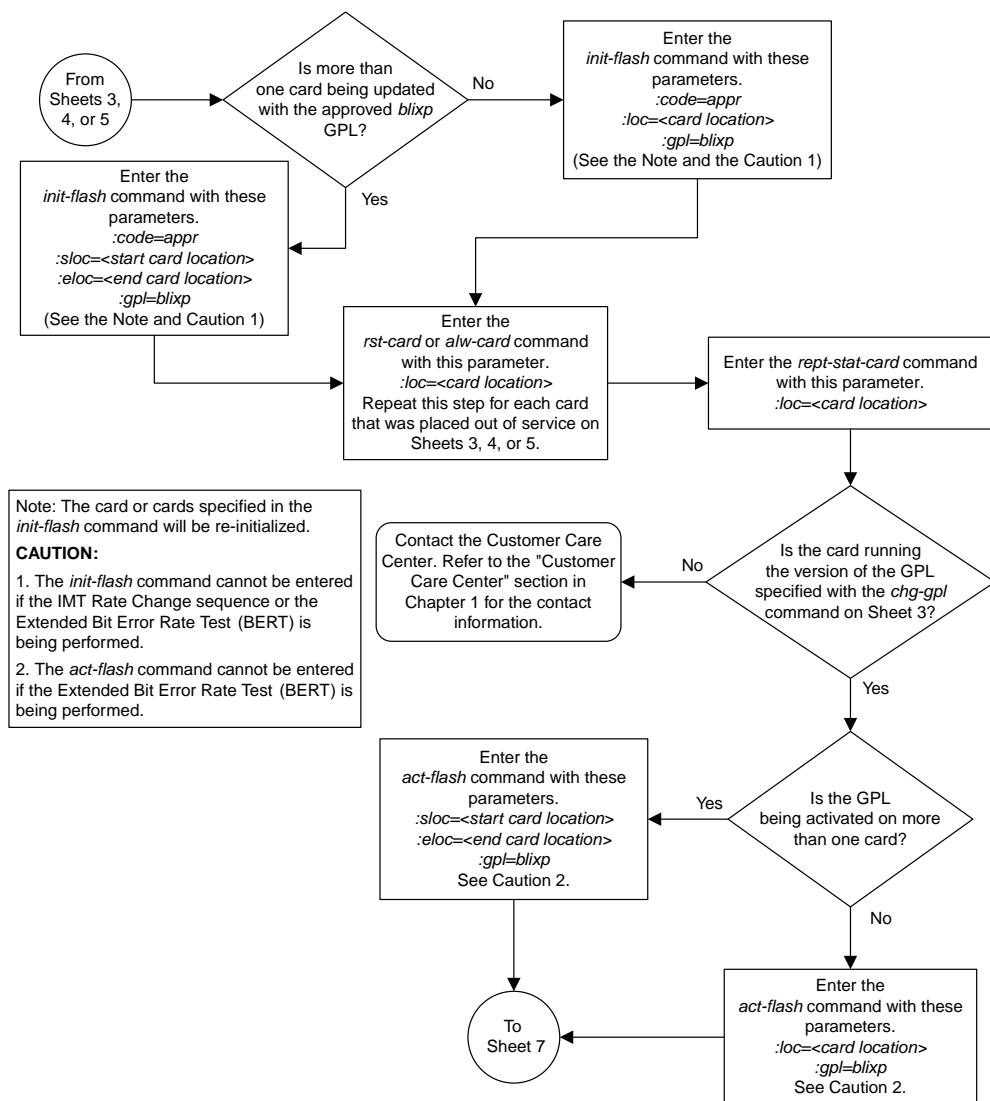 From
Sheets 3,
4, or 5
Is more than
one card being updated
with the approved blixp
GPL?
No
Yes
Enter the
init-flash command with these
parameters.
:code=appr
:loc=<card location>
:gpl=blixp
(See the Note and the Caution 1)
Enter the
init-flash command with these
parameters.
:code=appr
:sloc=<start card location>
:eloc=<end card location>
:gpl=blixp
(See the Note and Caution 1)
Enter the
rst-card or alw-card command
with this parameter.
:loc=<card location>
Repeat this step for each card
that was placed out of service on
Sheets 3, 4, or 5.
Enter the rept-stat-card command
with this parameter.
:loc=<card location>
Note: The card or cards specified in the
init-flash command will be re-initialized.
CAUTION:
1. The init-flash command cannot be entered
if the IMT Rate Change sequence or the
Extended Bit Error Rate Test (BERT) is
being performed.
2. The act-flash command cannot be entered
if the Extended Bit Error Rate Test (BERT) is
being performed.
Contact the Customer Care
Center. Refer to the "Customer
Care Center" section in
Chapter 1 for the contact
information.
No
Is the card running
the version of the GPL
specified with the chg-gpl
command on Sheet 3?
Yes
Enter the
act-flash command with these
parameters.
:sloc=<start card location>
:eloc=<end card location>
:gpl=blixp
See Caution 2.
Yes
Is the GPL
being activated on more
than one card?
No
To
Sheet 7
Enter the
act-flash command with these
parameters.
:loc=<card location>
:gpl=blixp
See Caution 2.